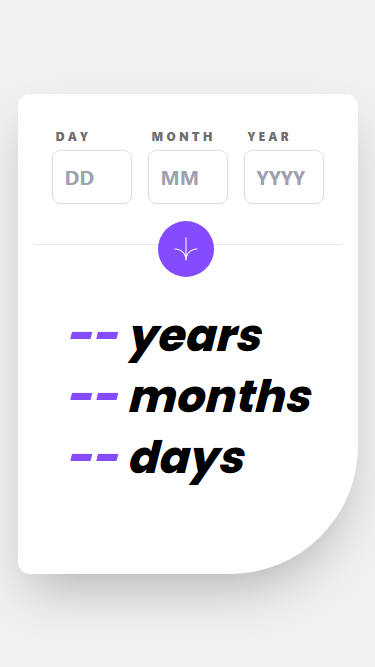 DAY MONTH YEAR
DD MM YYYY
-- years
-- months
-- days